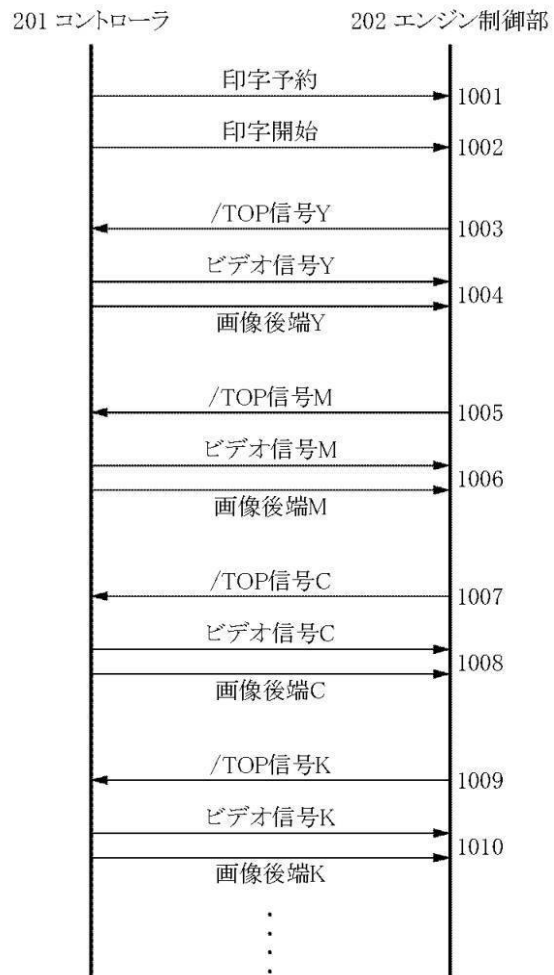 201 コントローラ 202 エンジン制御部
印字予約
1001
印字開始
1002
/TOP信号Y
1003
ビデオ信号Y
1004
画像後端Y
/TOP信号M
1005
ビデオ信号M
1006
画像後端M
/TOP信号C
1007
ビデオ信号C
1008
画像後端C
/TOP信号K
1009
ビデオ信号K
1010
画像後端K